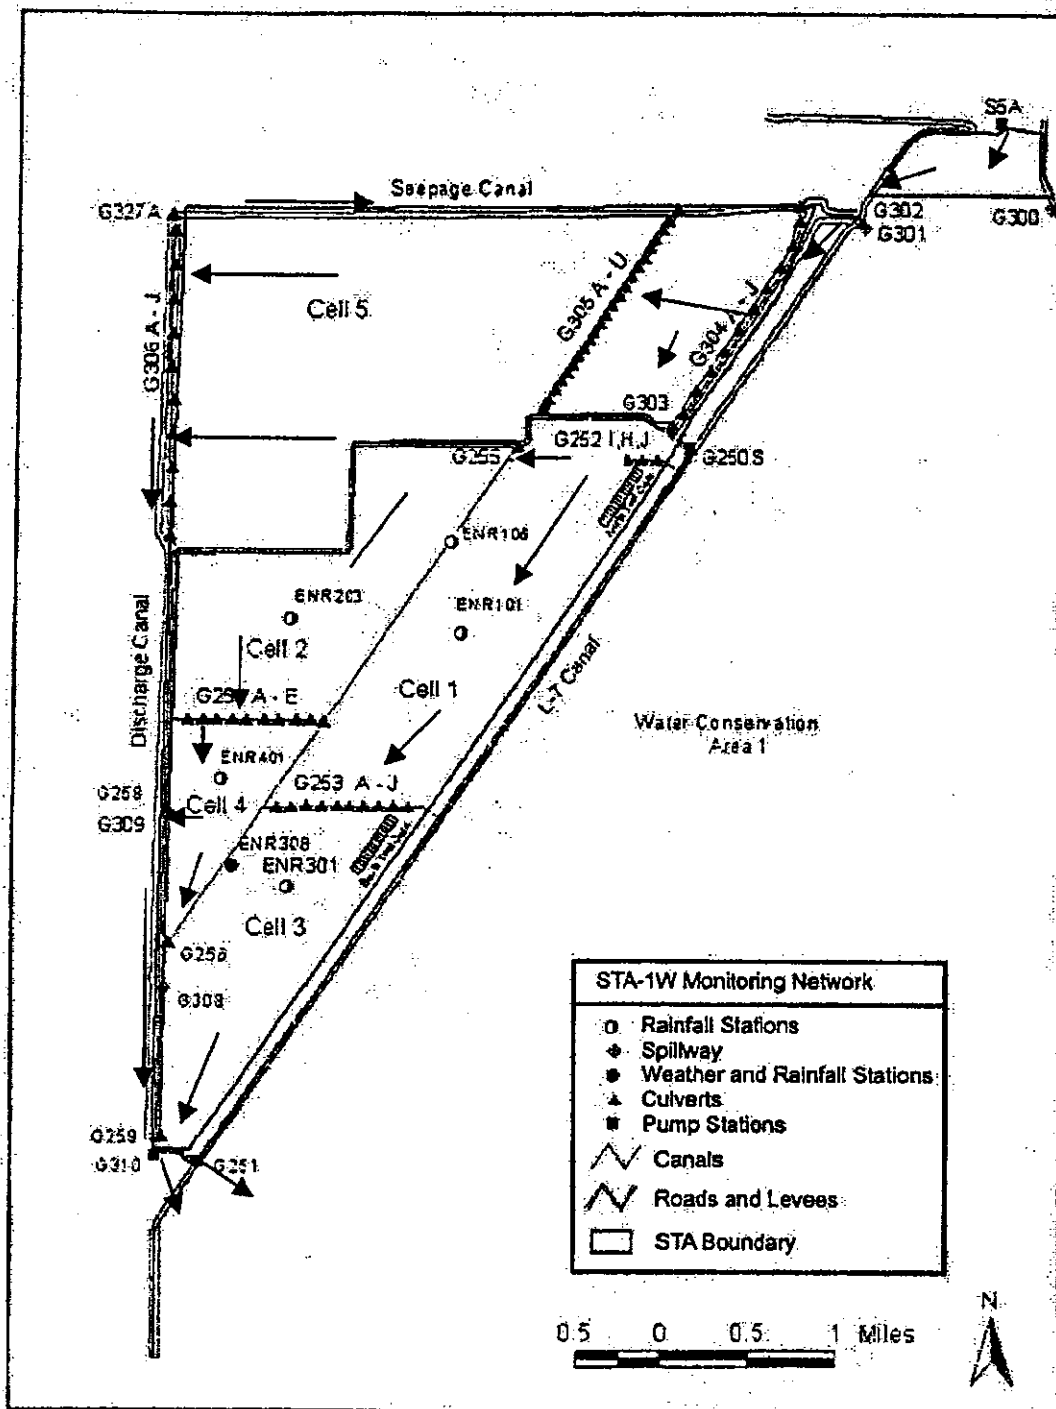 S5A
Seepage Canal
G327A
G302
G300
G301
G306 A - J
Cell 5
G305 A - U
G304 A - J
G303
G252 I,H,J
G255
G250S
ENR106
ENR203
ENR101
Cell 2
Discharge Canal
Cell 1
L-7 Canal
A - E
Water Conservation
Area 1
ENR401
G253 A - J
G258
Cell 4
G309
ENR308
ENR301
Cell 3
G256
G308
G259
G310
G251
STA-1W Monitoring Network
Rainfall Stations
Spillway
Weather and Rainfall Stations
Culverts
Pump Stations
Canals
Roads and Levees
STA Boundary
N
0.5 0 0.5 1 Miles